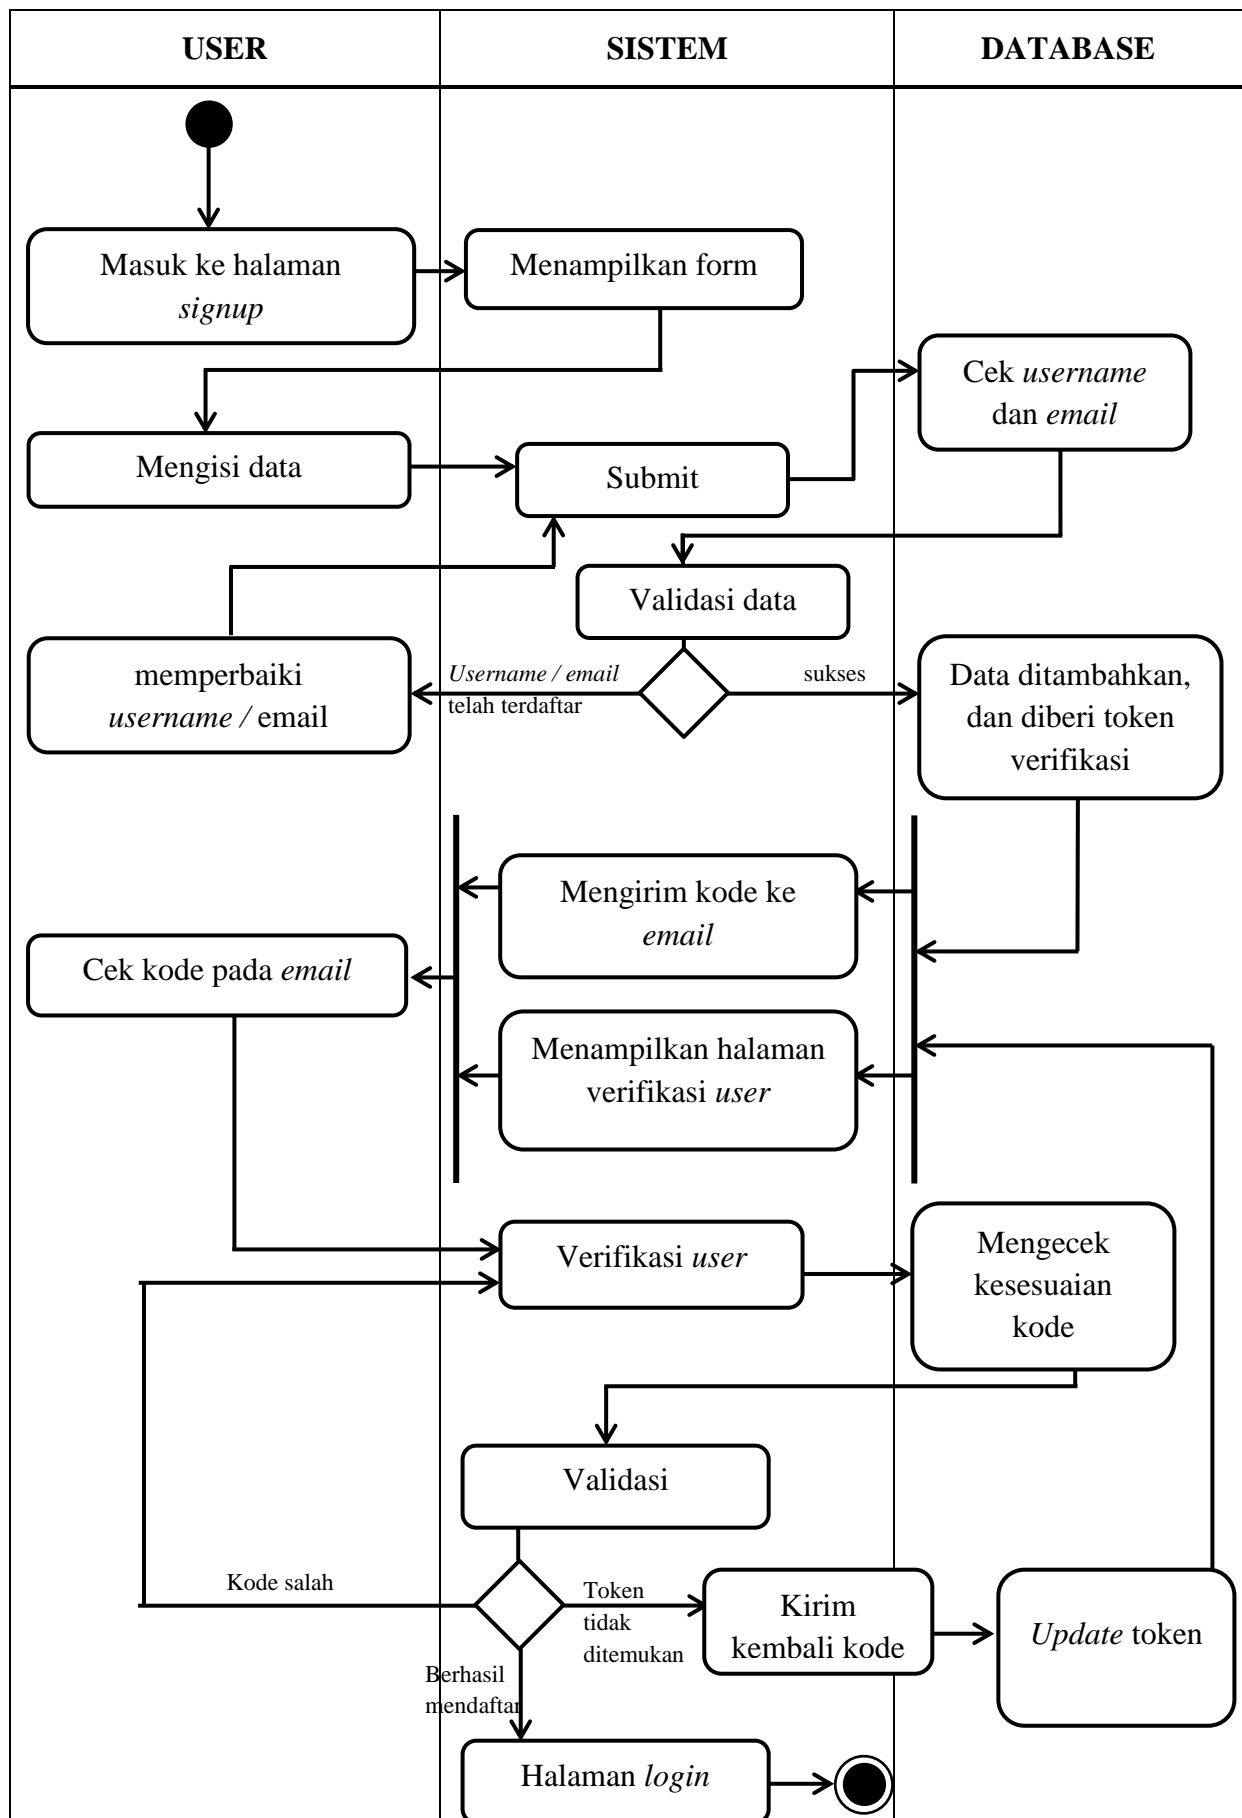 USER
SISTEM
DATABASE
Masuk ke halaman
signup
Menampilkan form
Cek username
dan email
Mengisi data
Submit
Validasi data
memperbaiki
username / email
Username / email
telah terdaftar
sukses
Data ditambahkan,
dan diberi token
verifikasi
Mengirim kode ke
email
Cek kode pada email
Menampilkan halaman
verifikasi user
Verifikasi user
Mengecek
kesesuaian
kode
Validasi
Kode salah
Token
tidak
ditemukan
Kirim
kembali kode
Update token
Berhasil
mendaftar
Halaman login